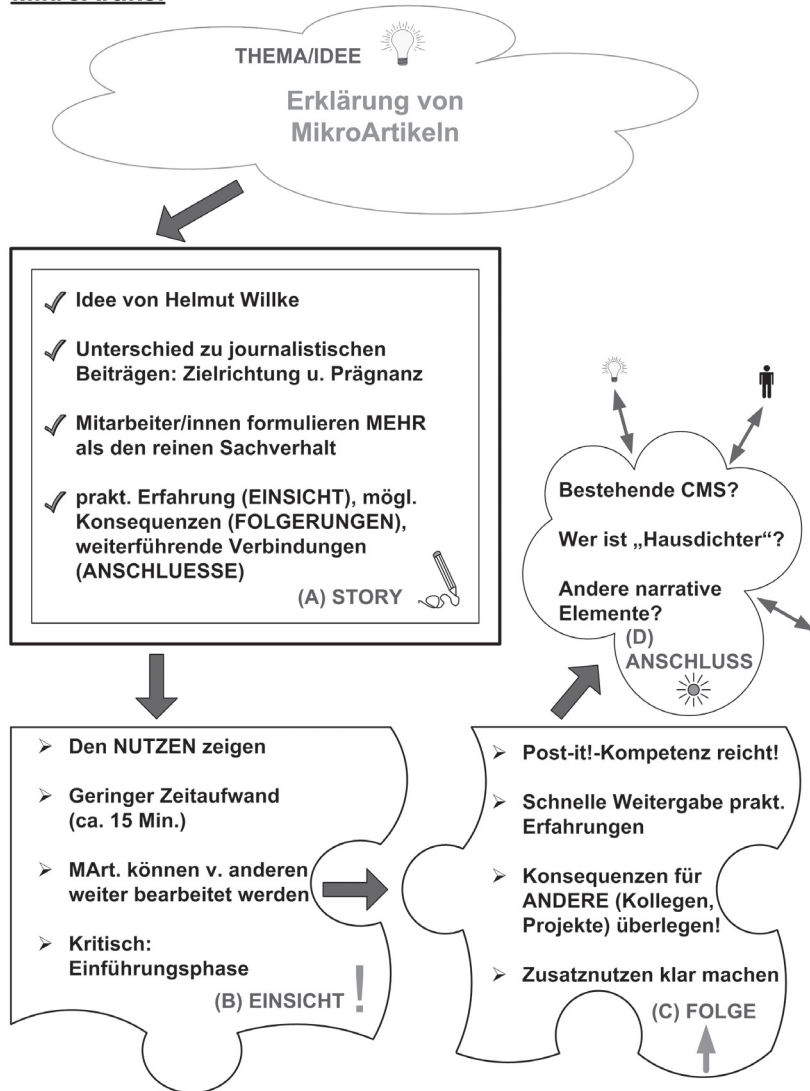 THEMA/IDEE
Erklärung von
MikroArtikeln
✓ Idee von Helmut Willke
✓ Unterschied zu journalistischen
Beiträgen: Zielrichtung u. Prägnanz
✓ Mitarbeiter/innen formulieren MEHR
als den reinen Sachverhalt
✓ prakt. Erfahrung (EINSICHT), mögl.
Konsequenzen (FOLGERUNGEN),
weiterführende Verbindungen
(ANSCHLUESSE)
(A) STORY
➢ Den NUTZEN zeigen
➢ Geringer Zeitaufwand
(ca. 15 Min.)
➢ MArt. können v. anderen
weiter bearbeitet werden
➢ Kritisch:
Einführungsphase
(B) EINSICHT !
➢ Post-it!-Kompetenz reicht!
➢ Schnelle Weitergabe prakt.
Erfahrungen
➢ Konsequenzen für
ANDERE (Kollegen,
Projekte) überlegen!
➢ Zusatznutzen klar machen
(C) FOLGE
Bestehende CMS?
Wer ist „Hausdichter“?
Andere narrative
Elemente?
(D)
ANSCHLUSS